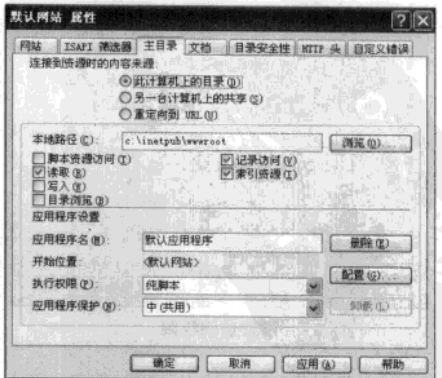 默认网站 属性
网站 ISAPI 筛选器 主目录 文档 目录安全性 HTTP 头 自定义错误
连接到资源时的内容来源:
此计算机上的目录(D)
另一台计算机上的共享(S)
重定向到 URL(U)
本地路径(C): c:\inetpub\wwwroot 浏览(O)...
脚本资源访问(T) 记录访问(V)
读取(R) 索引资源(I)
写入(W)
目录浏览(B)
应用程序设置
应用程序名(M): 默认应用程序 删除(E)
开始位置: <默认网站>
配置(G)...
执行权限(P): 纯脚本
应用程序保护(N): 中(共用) 卸载(L)
确定 取消 应用(A) 帮助